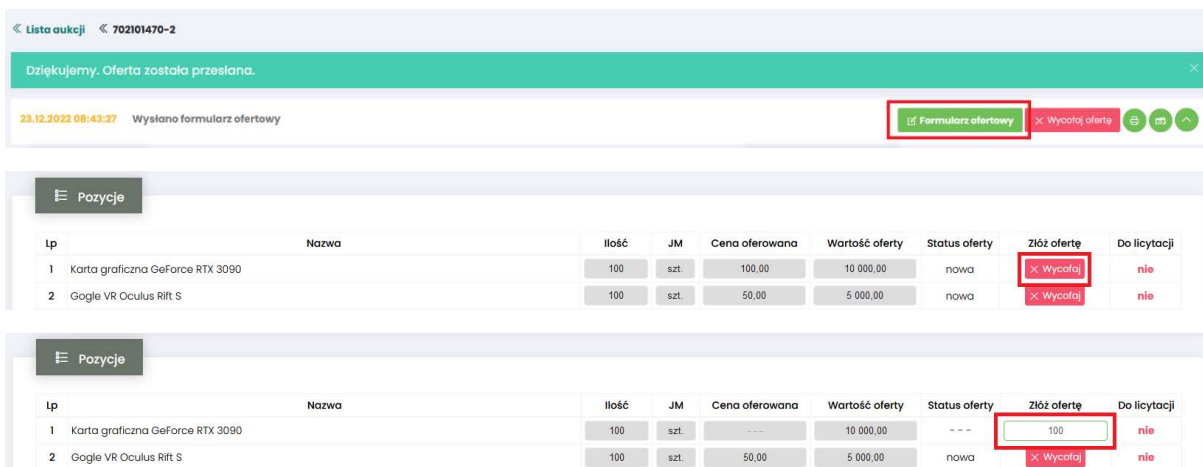 Lista aukcji 702101470-2
Dziękujemy. Oferta została przesłana.
23.12.2022 08:43:27 Wysłano formularz ofertowy Formularz ofertowy Wycofaj ofertę
Pozycje
Lp Nazwa Ilość JM Cena oferowana Wartość oferty Status oferty Złóż ofertę Do licytacji
1 Karta graficzna GeForce RTX 3090 100 szt. 100,00 10 000,00 nowa Wycofaj nie
2 Gogle VR Oculus Rift S 100 szt. 50,00 5 000,00 nowa Wycofaj nie
Pozycje
Lp Nazwa Ilość JM Cena oferowana Wartość oferty Status oferty Złóż ofertę Do licytacji
1 Karta graficzna GeForce RTX 3090 100 szt. --- 10 000,00 --- 100 nie
2 Gogle VR Oculus Rift S 100 szt. 50,00 5 000,00 nowa Wycofaj nie